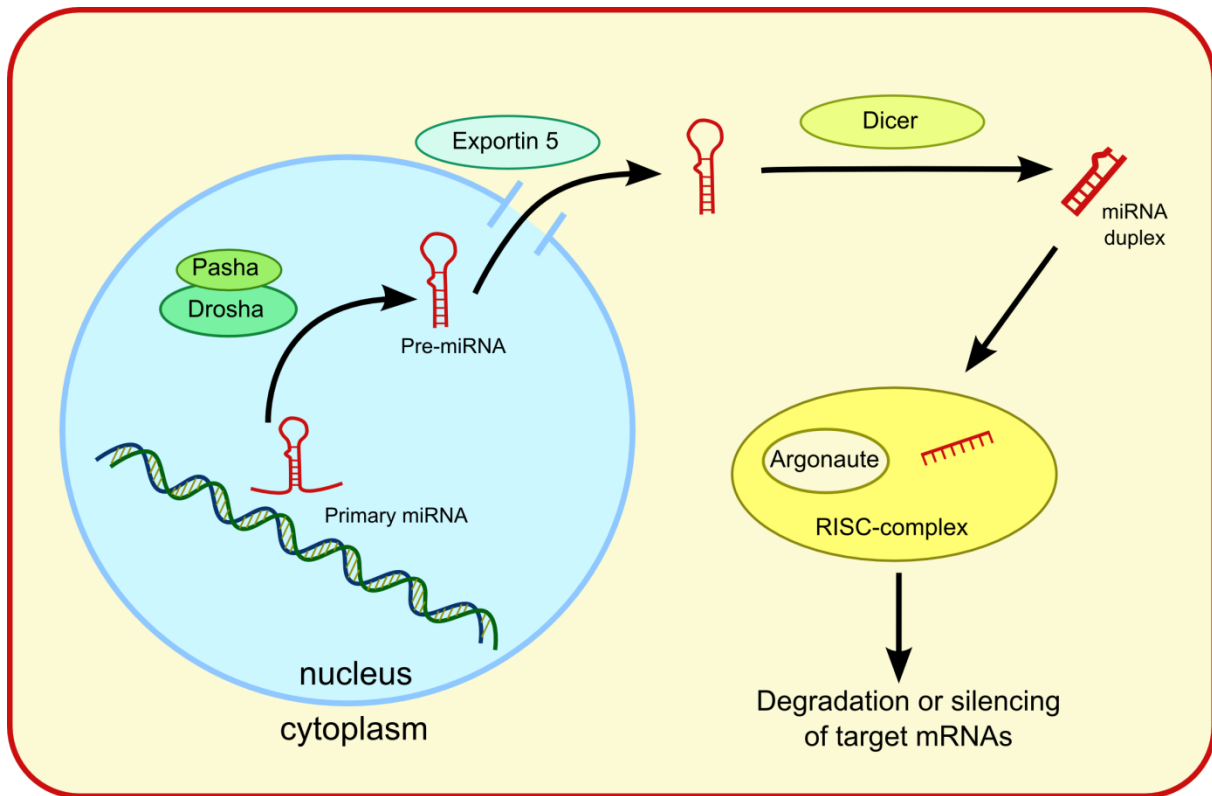 Exportin 5
Dicer
miRNA
duplex
Pasha
Drosha
Pre-miRNA
Primary miRNA
Argonaute
RISC-complex
nucleus
cytoplasm
Degradation or silencing
of target mRNAs